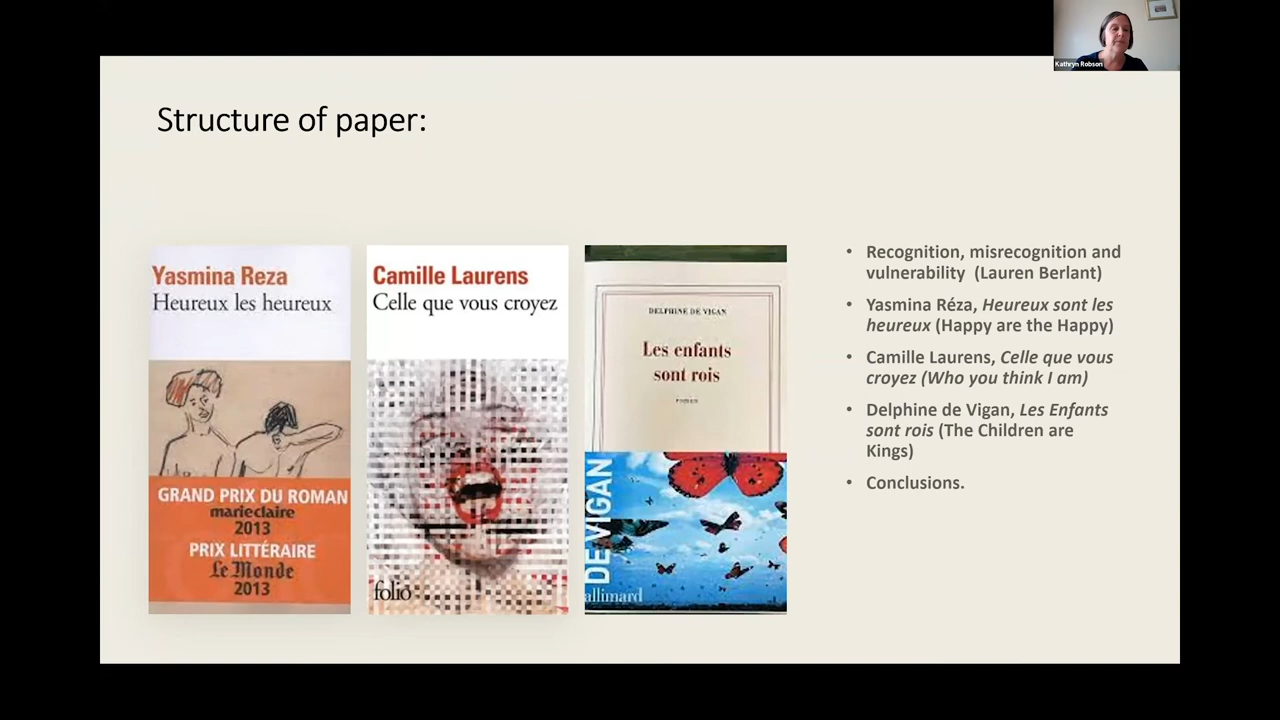 Kathryn Robson
Structure of paper:
Yasmina Reza
Heureux les heureux
GRAND PRIX DU ROMAN
marieclaire
2013
PRIX LITTÉRAIRE
Le Monde
2013
Camille Laurens
Celle que vous croyez
folio
DELPHINE DE VIGAN
Les enfants
sont rois
ROMAN
DE VIGAN
allimard
• Recognition, misrecognition and
vulnerability (Lauren Berlant)
• Yasmina Réza, Heureux sont les
heureux (Happy are the Happy)
• Camille Laurens, Celle que vous
croyez (Who you think I am)
• Delphine de Vigan, Les Enfants
sont rois (The Children are
Kings)
• Conclusions.